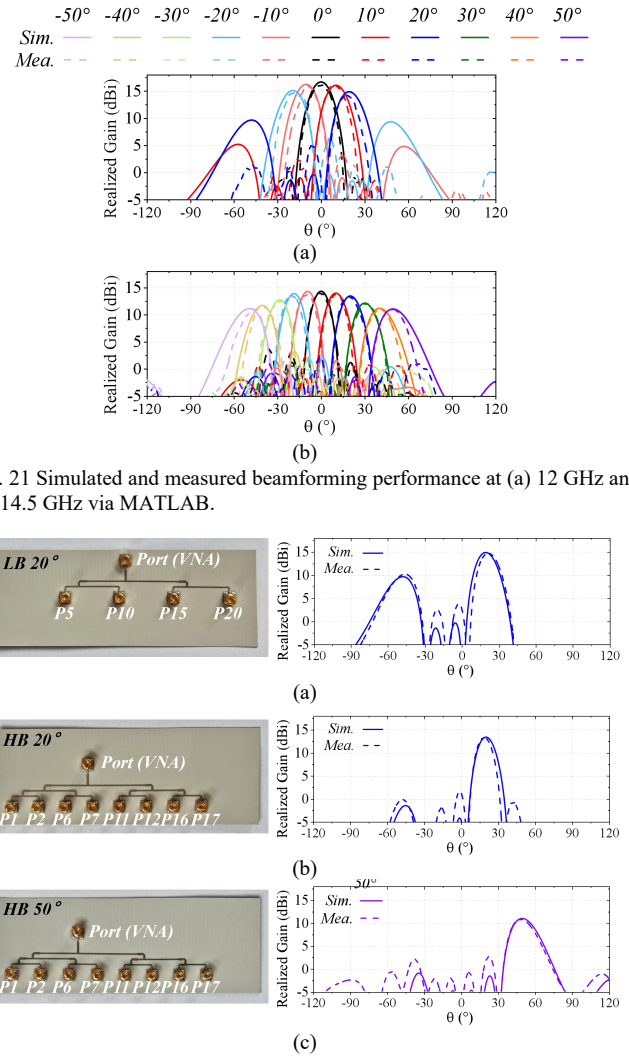 -50° -40° -30° -20° -10° 0° 10° 20° 30° 40° 50°
Sim.
Mea.
Realized Gain (dBi)
15
10
5
0
-5
-120 -90 -60 -30 0 30 60 90 120
θ (°)
(a)
Realized Gain (dBi)
15
10
5
0
-5
-120 -90 -60 -30 0 30 60 90 120
θ (°)
(b)
. 21 Simulated and measured beamforming performance at (a) 12 GHz an
14.5 GHz via MATLAB.
LB 20°
Port (VNA)
P5 P10 P15 P20
Sim.
Mea.
Realized Gain (dBi)
15
10
5
0
-5
-120 -90 -60 -30 0 30 60 90 120
θ (°)
(a)
HB 20°
Port (VNA)
P1 P2 P6 P7 P11 P12 P16 P17
Sim.
Mea.
Realized Gain (dBi)
15
10
5
0
-5
-120 -90 -60 -30 0 30 60 90 120
θ (°)
(b)
HB 50°
Port (VNA)
P1 P2 P6 P7 P11 P12 P16 P17
50°
Sim.
Mea.
Realized Gain (dBi)
15
10
5
0
-5
-120 -90 -60 -30 0 30 60 90 120
θ (°)
(c)